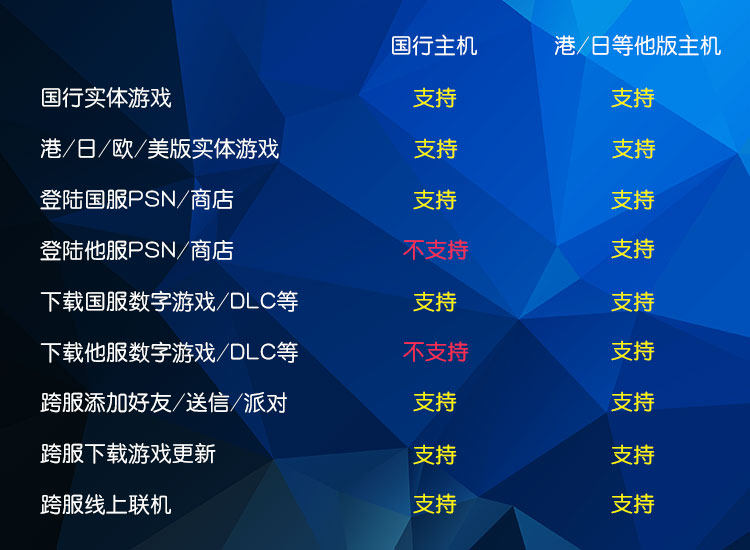 国行主机 港/日等他版主机
国行实体游戏 支持 支持
港/日/欧/美版实体游戏 支持 支持
登陆国服PSN/商店 支持 支持
登陆他服PSN/商店 不支持 支持
下载国服数字游戏/DLC等 支持 支持
下载他服数字游戏/DLC等 不支持 支持
跨服添加好友/送信/派对 支持 支持
跨服下载游戏更新 支持 支持
跨服线上联机 支持 支持